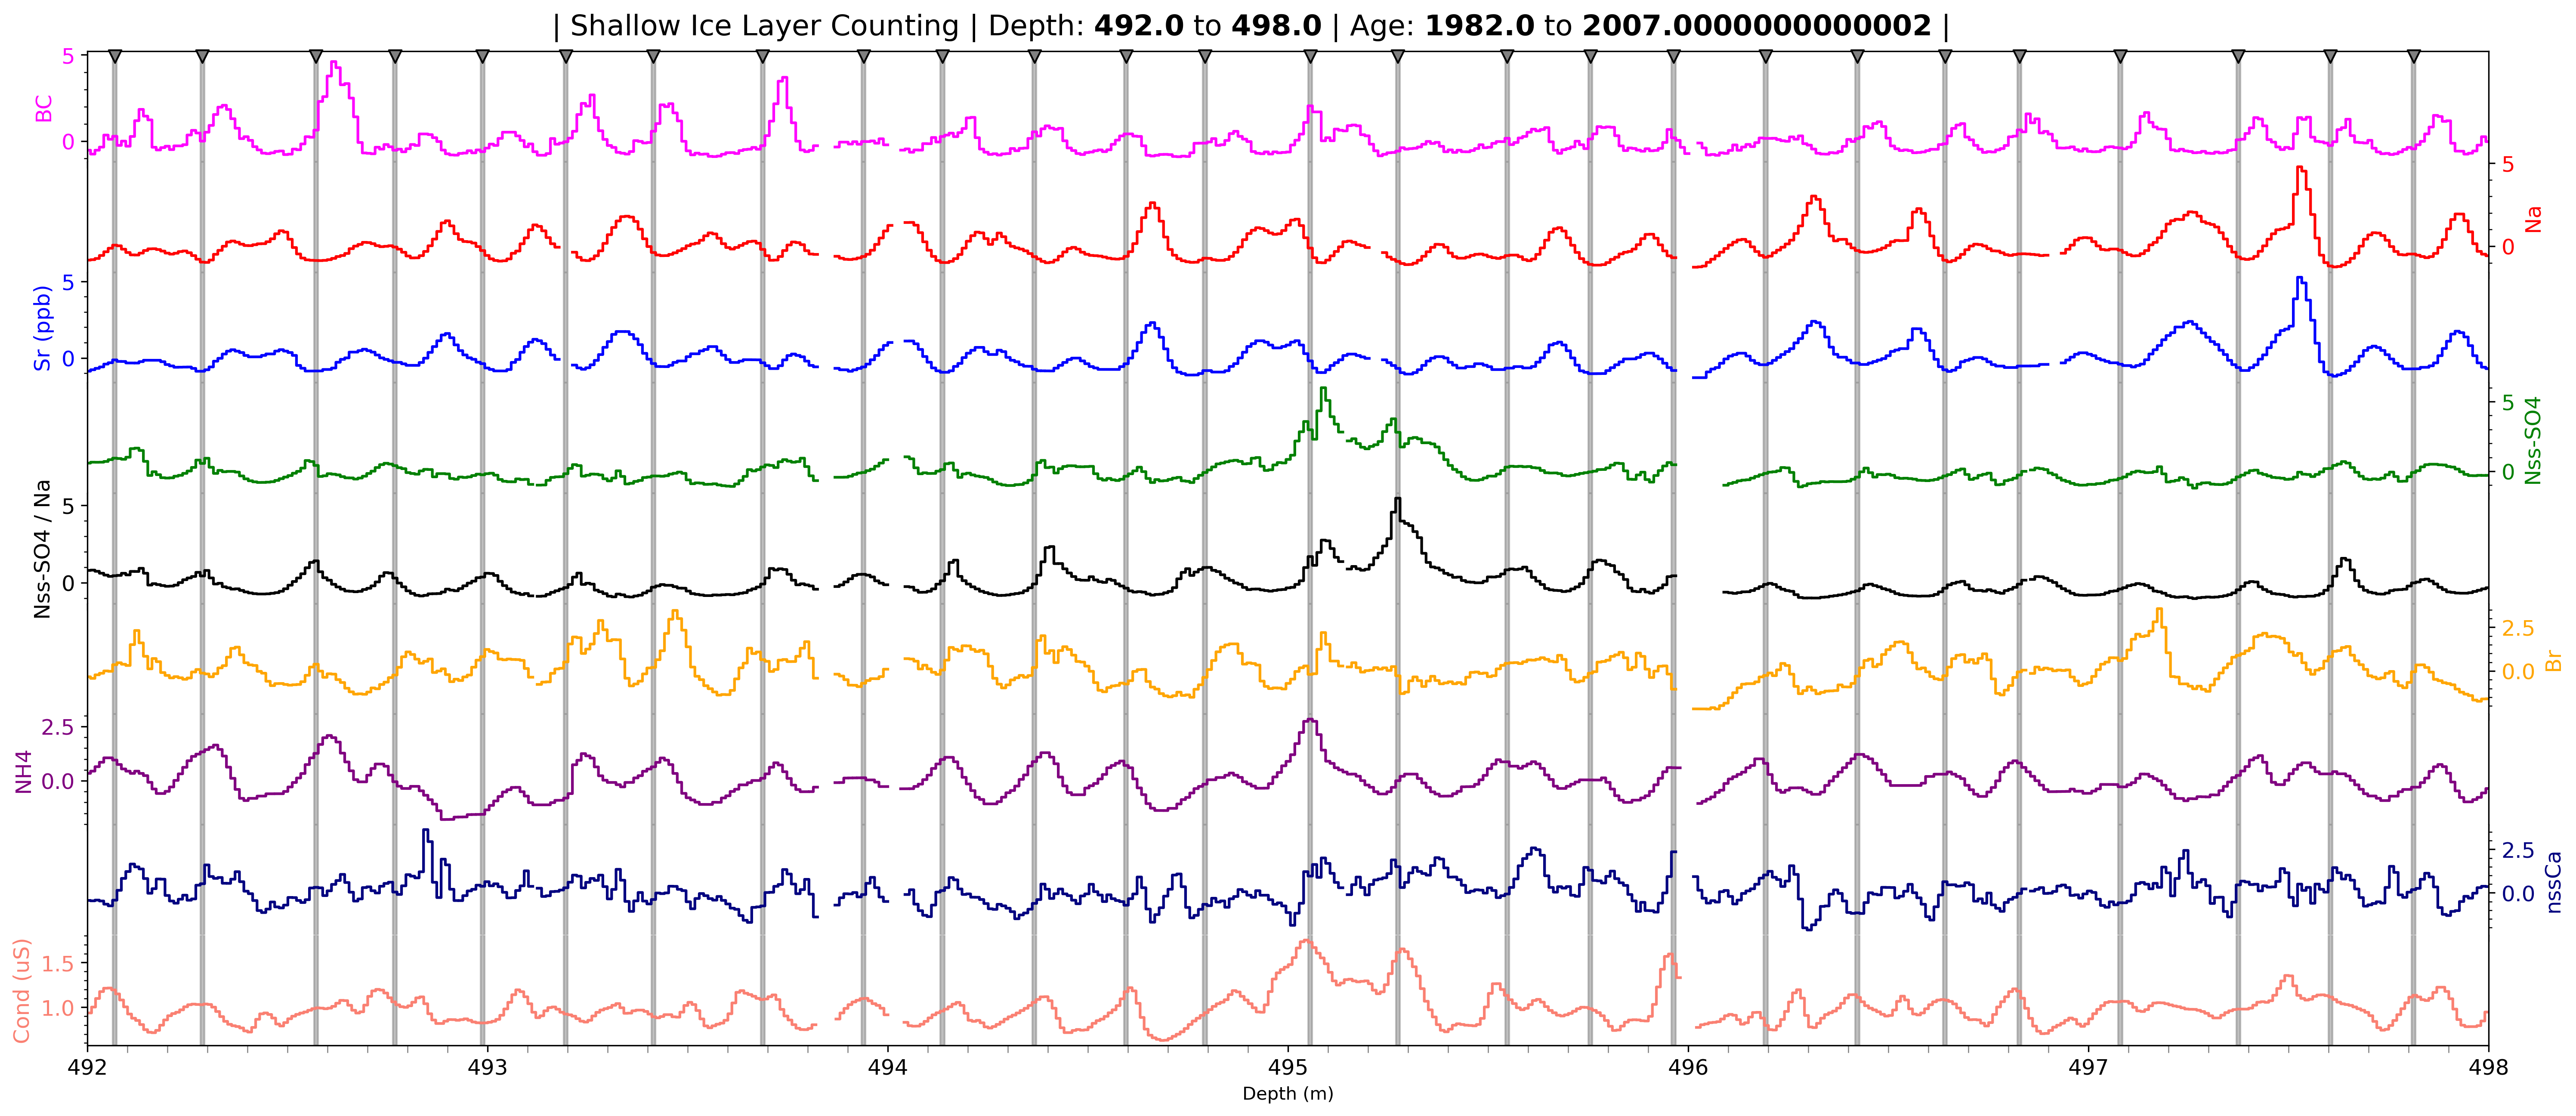 | Shallow Ice Layer Counting | Depth: 492.0 to 498.0 | Age: 1982.0 to 2007.0000000000002 |
5
0
BC
5
0
Na
5
0
Sr (ppb)
5
0
Nss-SO4
5
0
Nss-SO4 / Na
2.5
0.0
Br
2.5
0.0
NH4
2.5
0.0
nssCa
1.5
1.0
Cond (uS)
492 493 494 495 496 497 498
Depth (m)